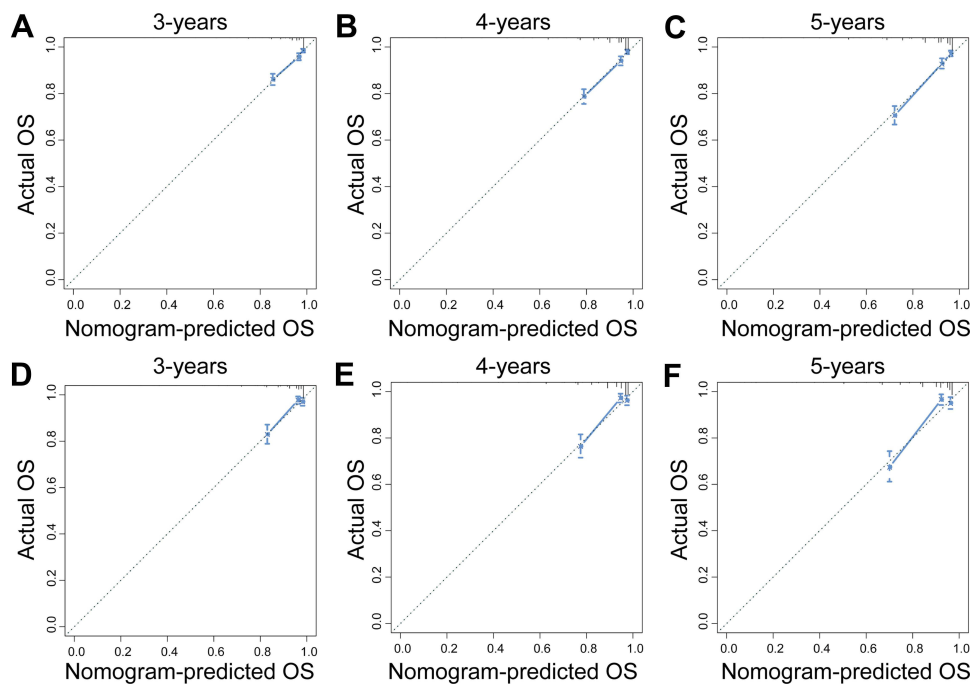 A 3-years B 4-years C 5-years
Actual OS 0.0 0.2 0.4 0.6 0.8 1.0 Actual OS 0.0 0.2 0.4 0.6 0.8 1.0 Actual OS 0.0 0.2 0.4 0.6 0.8 1.0
0.0 0.2 0.4 0.6 0.8 1.0 0.0 0.2 0.4 0.6 0.8 1.0 0.0 0.2 0.4 0.6 0.8 1.0
Nomogram-predicted OS Nomogram-predicted OS Nomogram-predicted OS
D 3-years E 4-years F 5-years
Actual OS 0.0 0.2 0.4 0.6 0.8 1.0 Actual OS 0.0 0.2 0.4 0.6 0.8 1.0 Actual OS 0.0 0.2 0.4 0.6 0.8 1.0
0.0 0.2 0.4 0.6 0.8 1.0 0.0 0.2 0.4 0.6 0.8 1.0 0.0 0.2 0.4 0.6 0.8 1.0
Nomogram-predicted OS Nomogram-predicted OS Nomogram-predicted OS